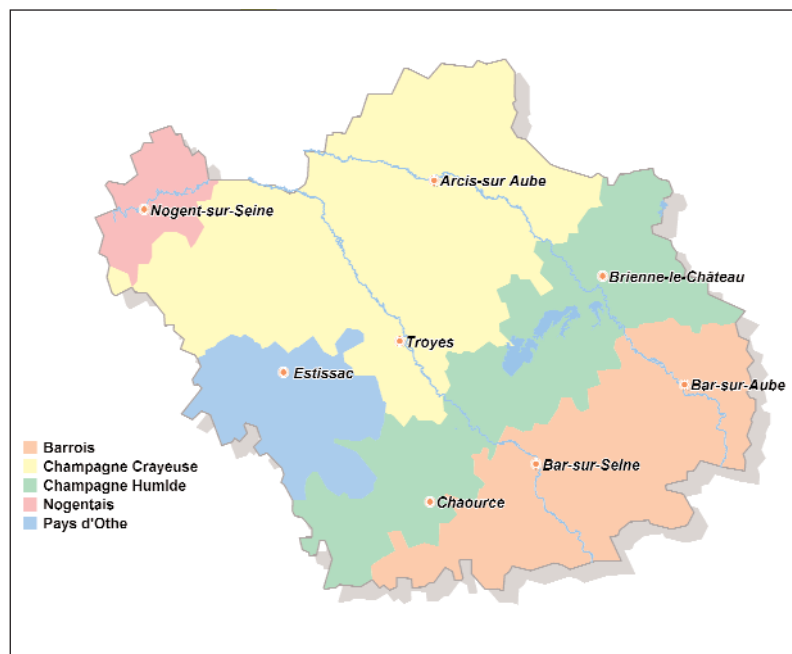 Arcis-sur Aube
Nogent-sur-Seine
Brienne-le-Château
Troyes
Estissac
Bar-sur-Aube
Bar-sur-Seine
Chaource
Barrois
Champagne Crayeuse
Champagne Humide
Nogentais
Pays d'Othe